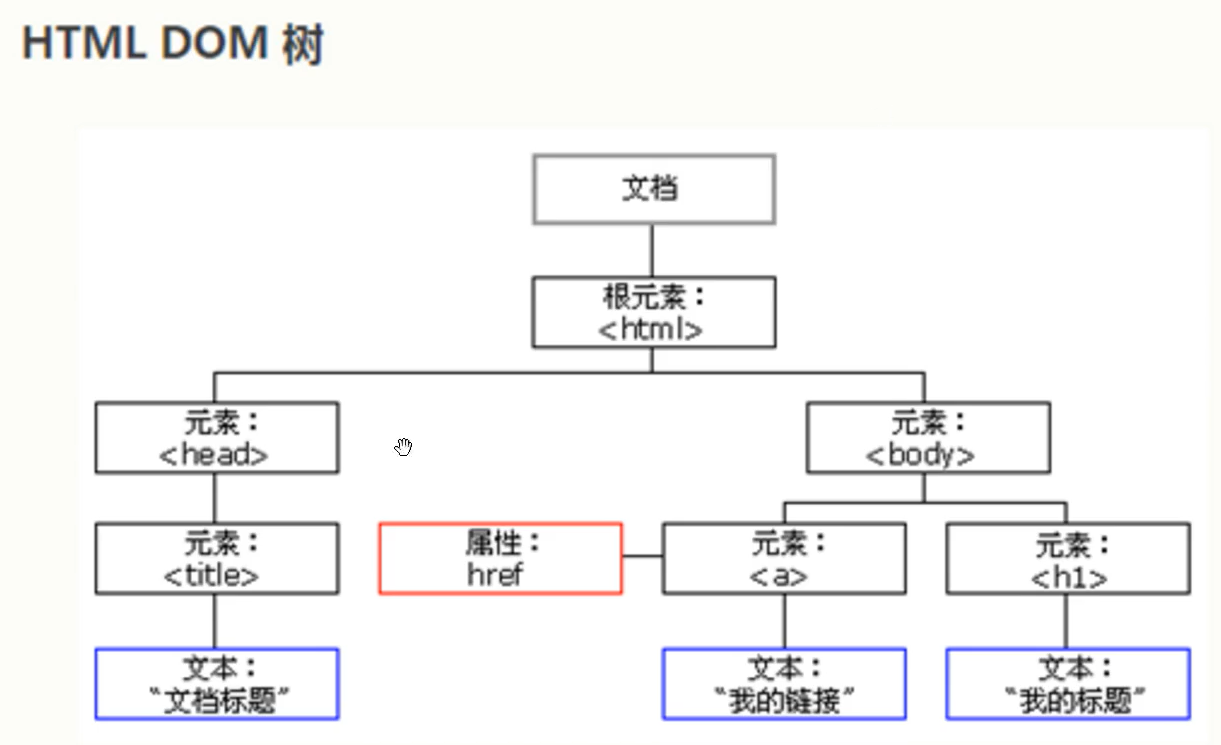 HTML DOM 树
文档
根元素：
<html>
元素：
<head>
元素：
<body>
元素：
<title>
属性：
href
元素：
<a>
元素：
<h1>
文本：
“文档标题”
文本：
“我的链接”
文本：
“我的标题”